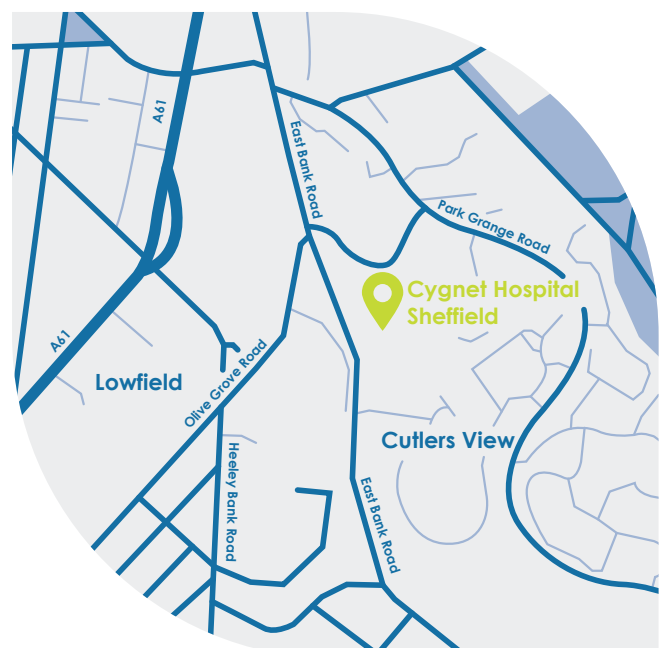 A61
East Bank Road
Park Grange Road
Cygnet Hospital
Sheffield
A61
Lowfield
Olive Grove Road
Cutlers View
Heeley Bank Road
East Bank Road